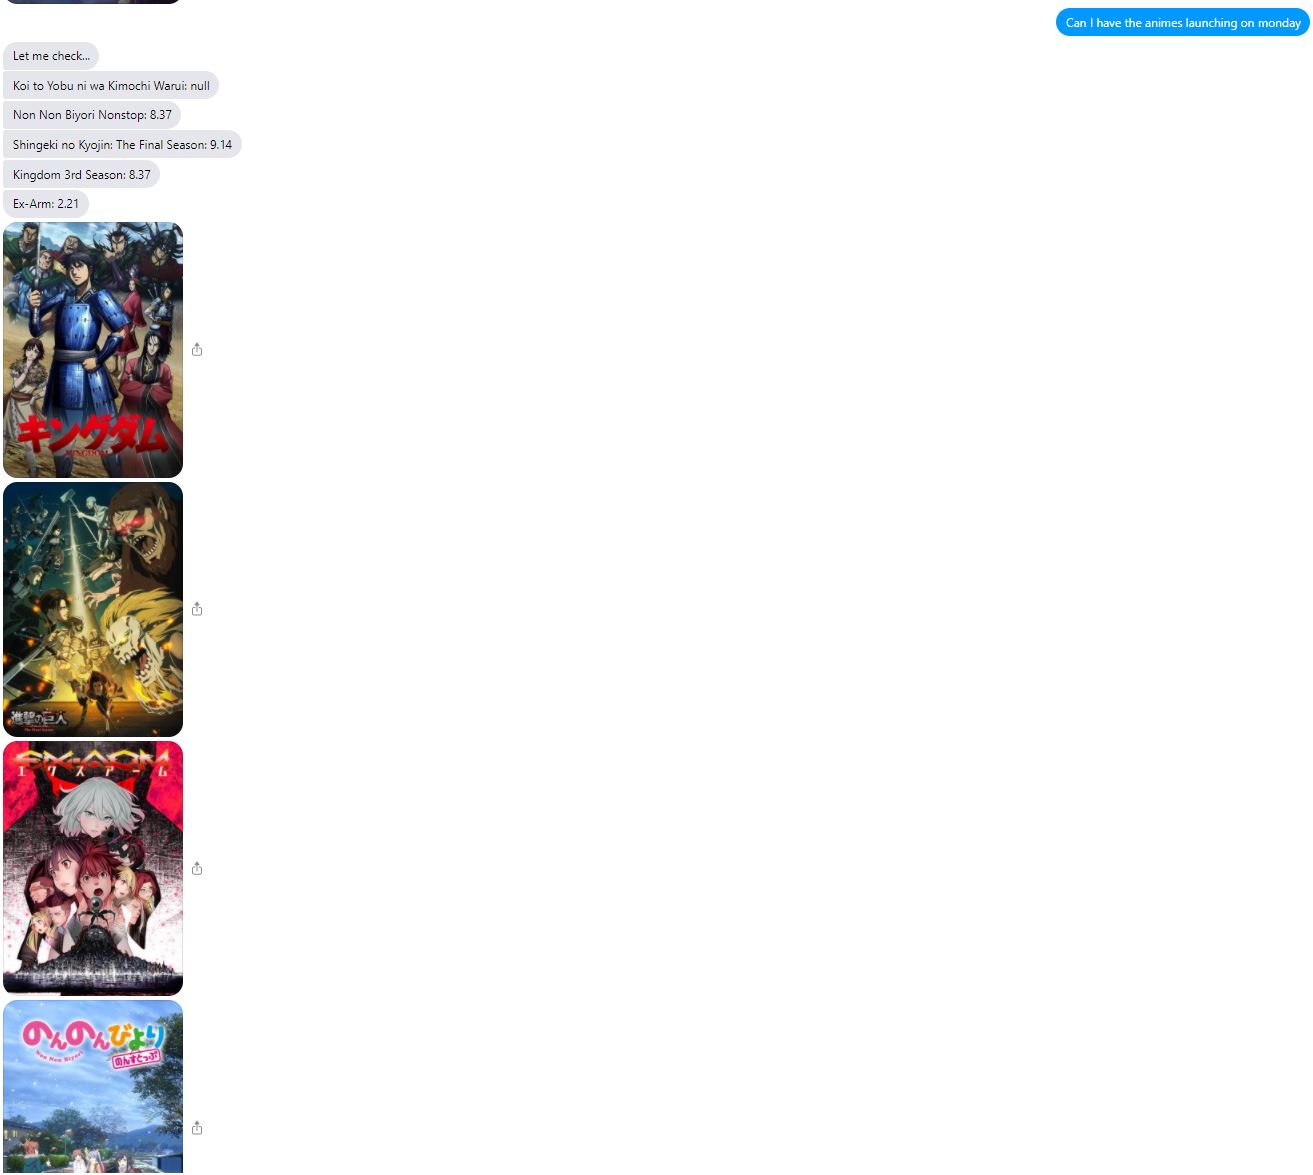 Can I have the animes launching on monday
Let me check...
Koi to Yobu ni wa Kimochi Warui: null
Non Non Biyori Nonstop: 8.37
Shingeki no Kyojin: The Final Season: 9.14
Kingdom 3rd Season: 8.37
Ex-Arm: 2.21
キングダム
KINGDOM
進撃の巨人
The Final Season
EX-ARM
エクスアーム
のんのんびより
Non Non Biyori
のんすとっぷ